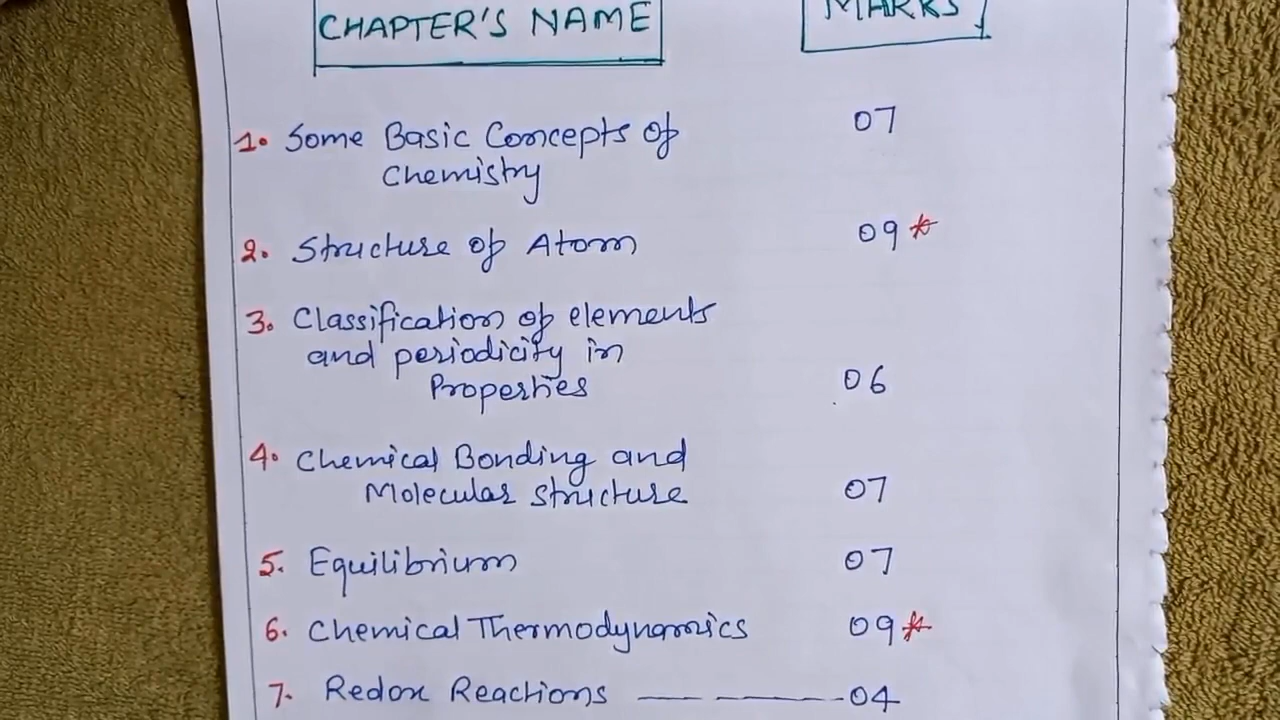 CHAPTER'S NAME MARKS
1. Some Basic Concepts of 07
Chemistry
2. Structure of Atom 09*
3. Classification of elements
and periodicity in
Properties 06
4. Chemical Bonding and
Molecular structure 07
5. Equilibrium 07
6. Chemical Thermodynamics 09*
7. Redox Reactions — — 04